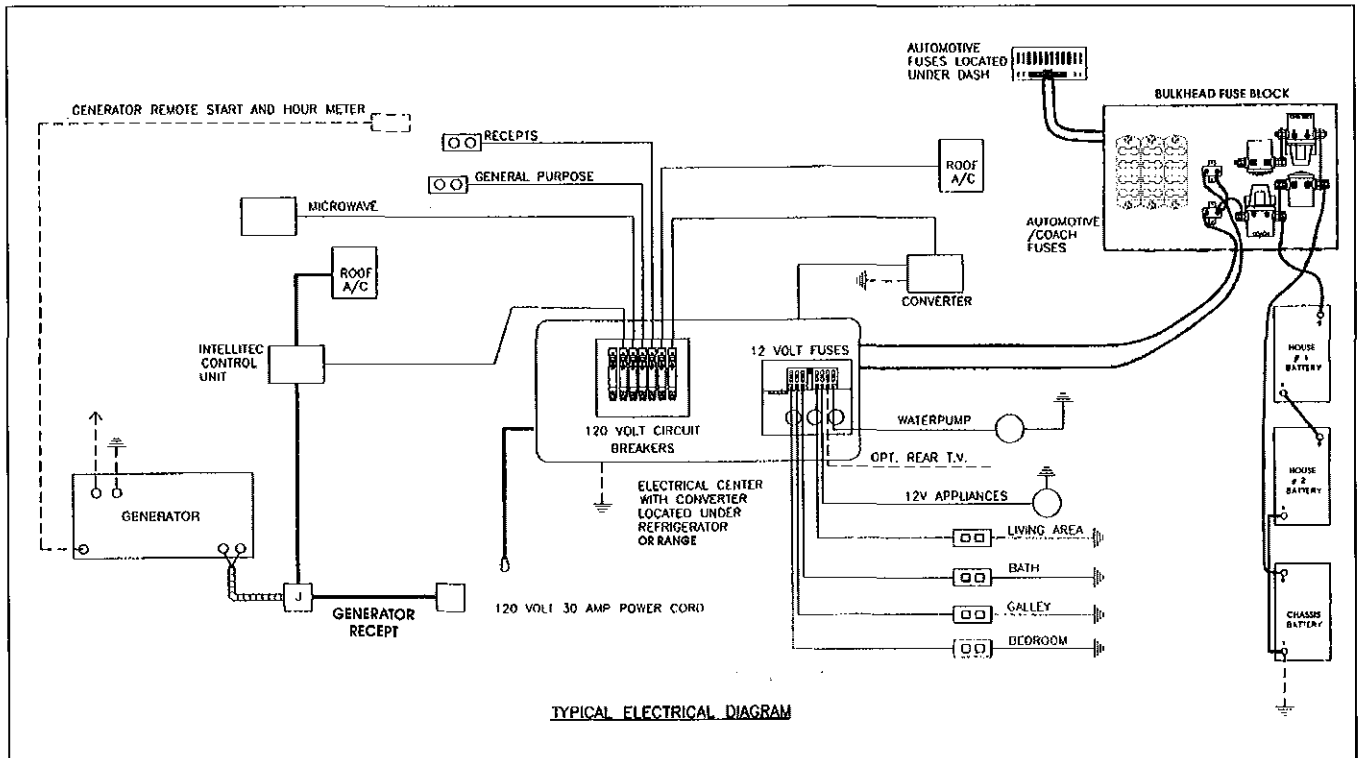 AUTOMOTIVE
FUSES LOCATED
UNDER DASH
BULKHEAD FUSE BLOCK
GENERATOR REMOTE START AND HOUR METER
RECEPTS
GENERAL PURPOSE
ROOF
A/C
MICROWAVE
AUTOMOTIVE
/COACH
FUSES
ROOF
A/C
CONVERTER
INTELLITEC
CONTROL
UNIT
12 VOLT FUSES
HOUSE
# 1
BATTERY
120 VOLT CIRCUIT
BREAKERS
WATERPUMP
OPT. REAR T.V.
HOUSE
# 2
BATTERY
ELECTRICAL CENTER
WITH CONVERTER
LOCATED UNDER
REFRIGERATOR
OR RANGE
12V APPLIANCES
GENERATOR
LIVING AREA
BATH
J
GENERATOR
RECEPT
120 VOLT 30 AMP POWER CORD
GALLEY
CHASSIS
BATTERY
BEDROOM
TYPICAL ELECTRICAL DIAGRAM